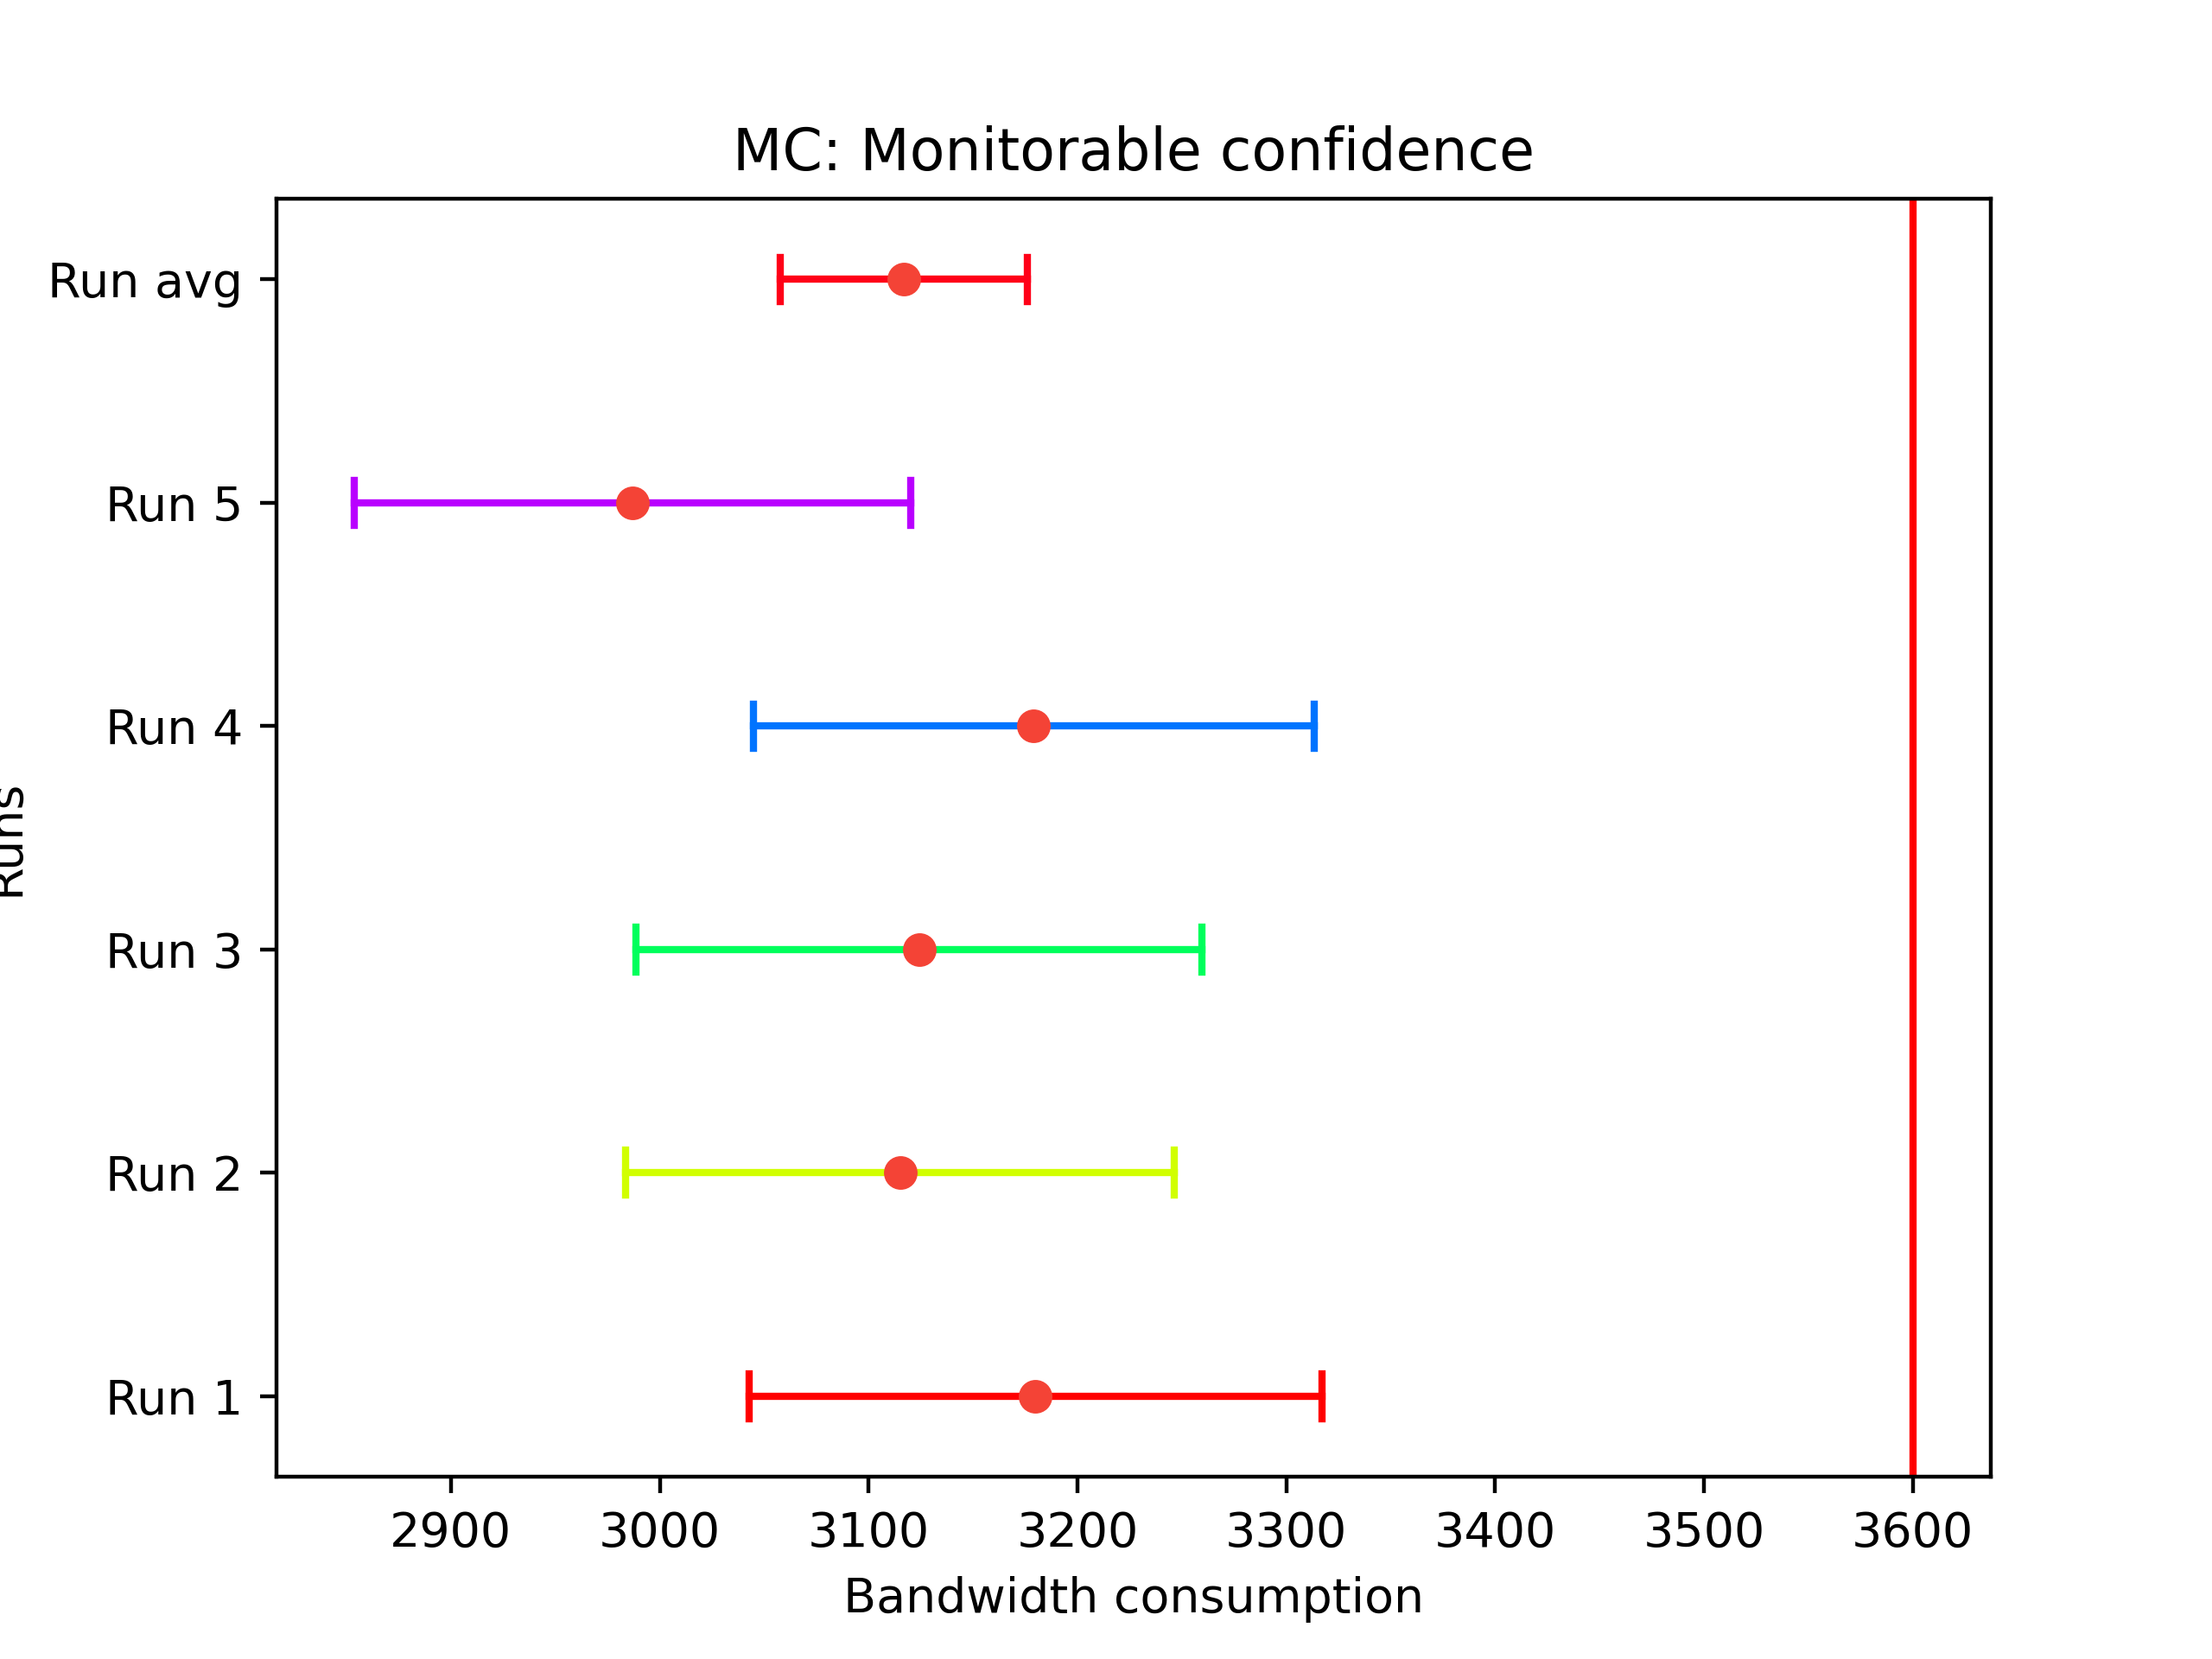 MC: Monitorable confidence
Run avg
Run 5
Run 4
Run 3
Run 2
Run 1
Runs
2900 3000 3100 3200 3300 3400 3500 3600
Bandwidth consumption